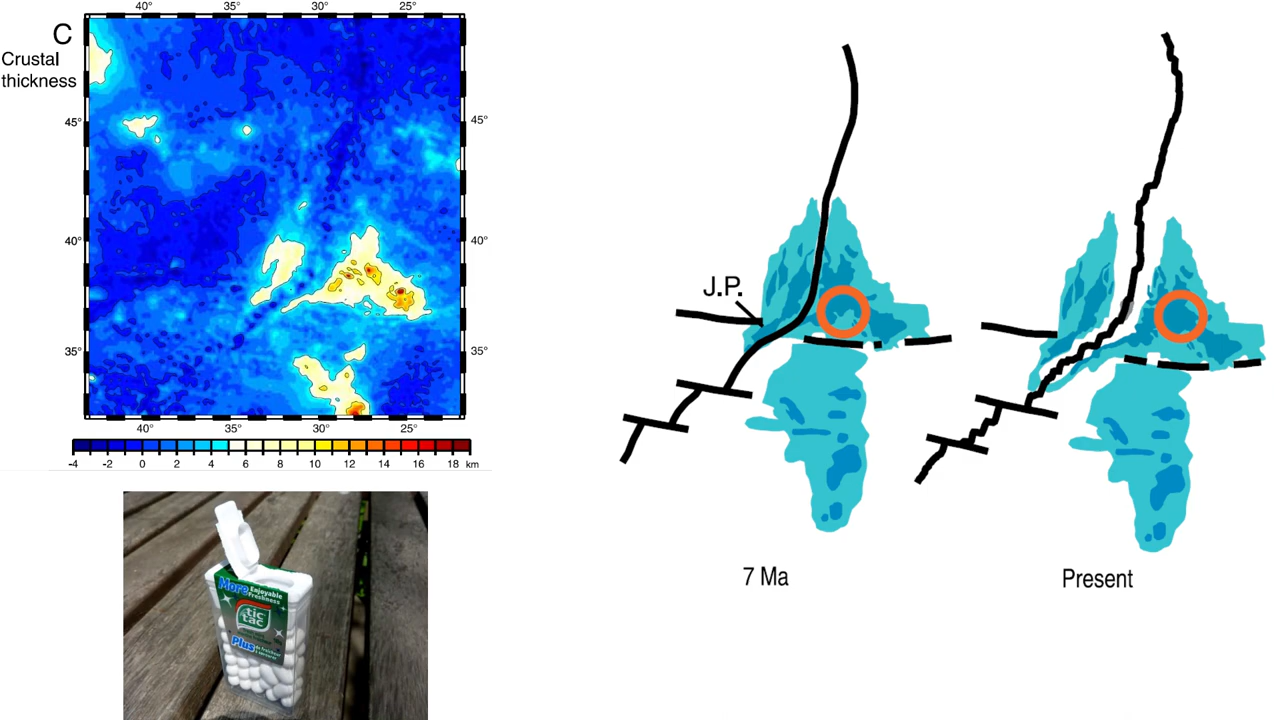 40° 35° 30° 25°
C
Crustal
thickness
45° 45°
40° 40°
35° 35°
40° 35° 30° 25°
-4 -2 0 2 4 6 8 10 12 14 16 18 km
More Enjoyable
Freshness
tic
tac
Plus
J.P.
7 Ma
Present